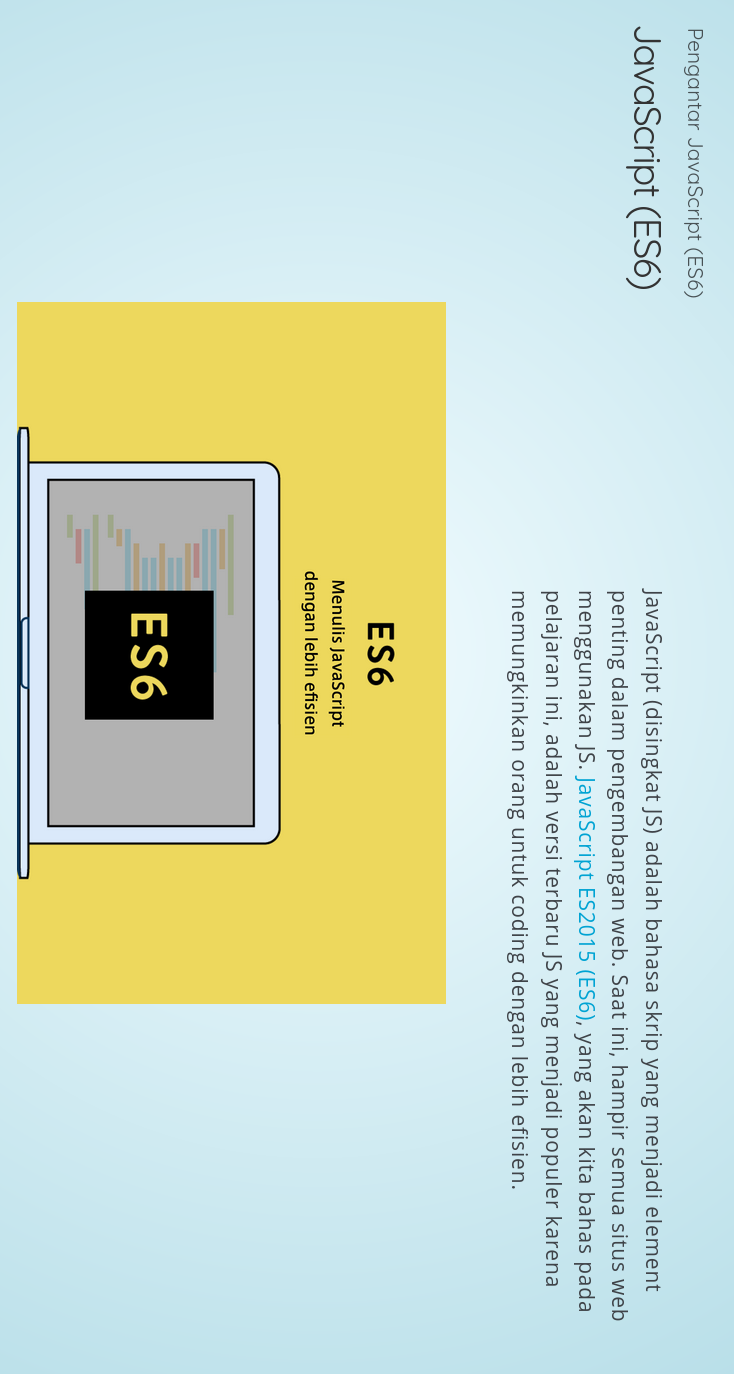 Pengantar JavaScript (ES6)
JavaScript (ES6)
JavaScript (disingkat JS) adalah bahasa skrip yang menjadi element
penting dalam pengembangan web. Saat ini, hampir semua situs web
menggunakan JS. JavaScript ES2015 (ES6), yang akan kita bahas pada
pelajaran ini, adalah versi terbaru JS yang menjadi populer karena
memungkinkan orang untuk coding dengan lebih efisien.
ES6
Menulis JavaScript
dengan lebih efisien
ES6